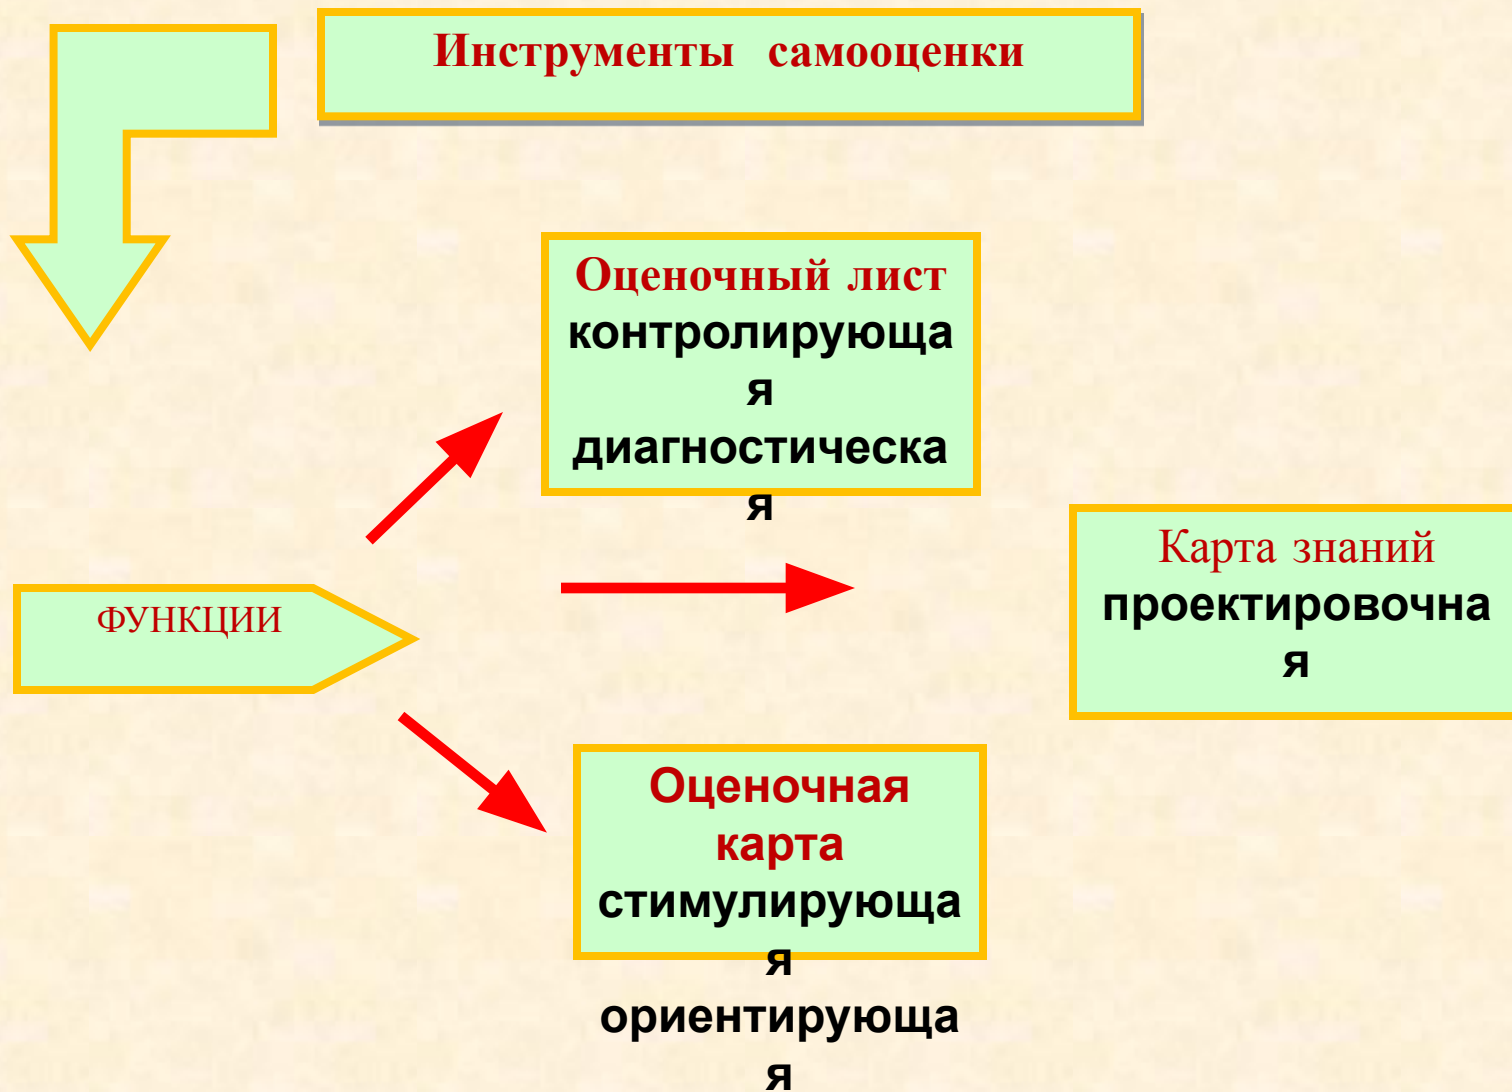 Инструменты самооценки
Оценочный лист
контролирующа
я
диагностическа
я
Карта знаний
проектировочна
я
ФУНКЦИИ
Оценочная
карта
стимулирующа
я
ориентирующа
я